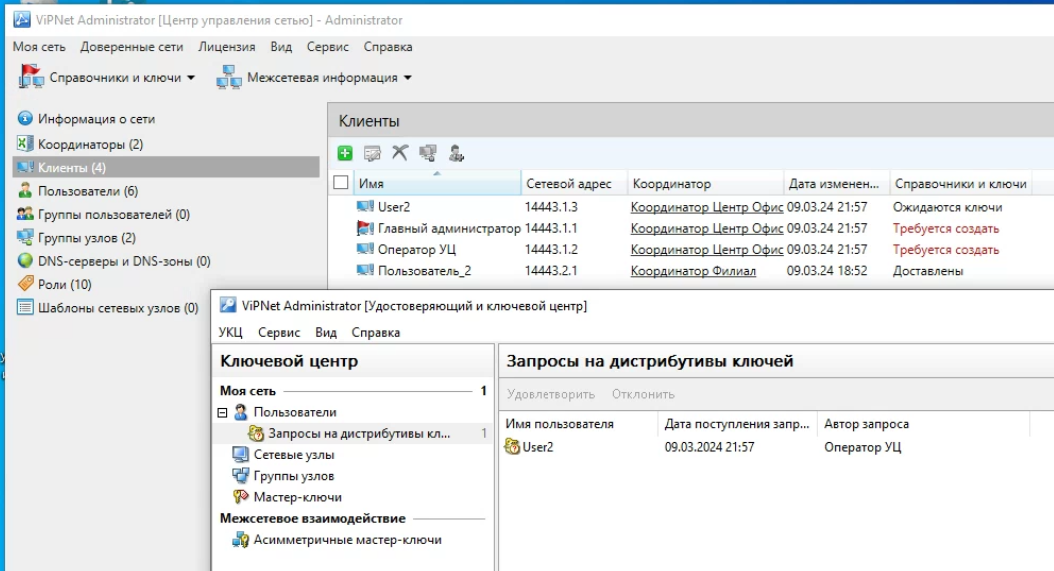 ViPNet Administrator [Центр управления сетью] - Administrator
Моя сеть Доверенные сети Лицензия Вид Сервис Справка
Справочники и ключи Межсетевая информация
Информация о сети
Координаторы (2)
Клиенты (4)
Пользователи (6)
Группы пользователей (0)
Группы узлов (2)
DNS-серверы и DNS-зоны (0)
Роли (10)
Шаблоны сетевых узлов (0)
Клиенты
Имя Сетевой адрес Координатор Дата изменен... Справочники и ключи
User2 14443.1.3 Координатор Центр Офис 09.03.24 21:57 Ожидаются ключи
Главный администратор 14443.1.1 Координатор Центр Офис 09.03.24 21:57 Требуется создать
Оператор УЦ 14443.1.2 Координатор Центр Офис 09.03.24 21:57 Требуется создать
Пользователь_2 14443.2.1 Координатор Филиал 09.03.24 18:52 Доставлены
ViPNet Administrator [Удостоверяющий и ключевой центр]
УКЦ Сервис Вид Справка
Ключевой центр
Моя сеть 1
Пользователи
Запросы на дистрибутивы кл... 1
Сетевые узлы
Группы узлов
Мастер-ключи
Межсетевое взаимодействие
Асимметричные мастер-ключи
Запросы на дистрибутивы ключей
Удовлетворить Отклонить
Имя пользователя Дата поступления запр... Автор запроса
User2 09.03.2024 21:57 Оператор УЦ